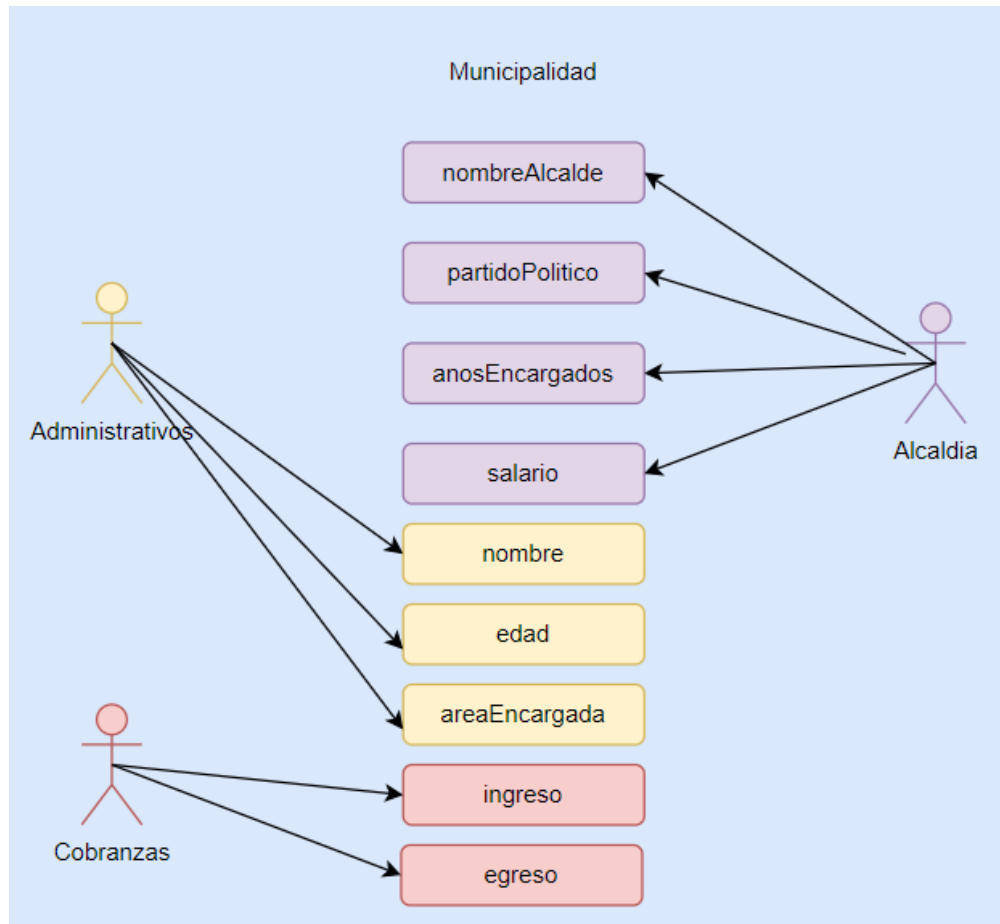 Municipalidad
nombreAlcalde
partidoPolitico
anosEncargados
Administrativos
Alcaldia
salario
nombre
edad
areaEncargada
ingreso
Cobranzas
egreso